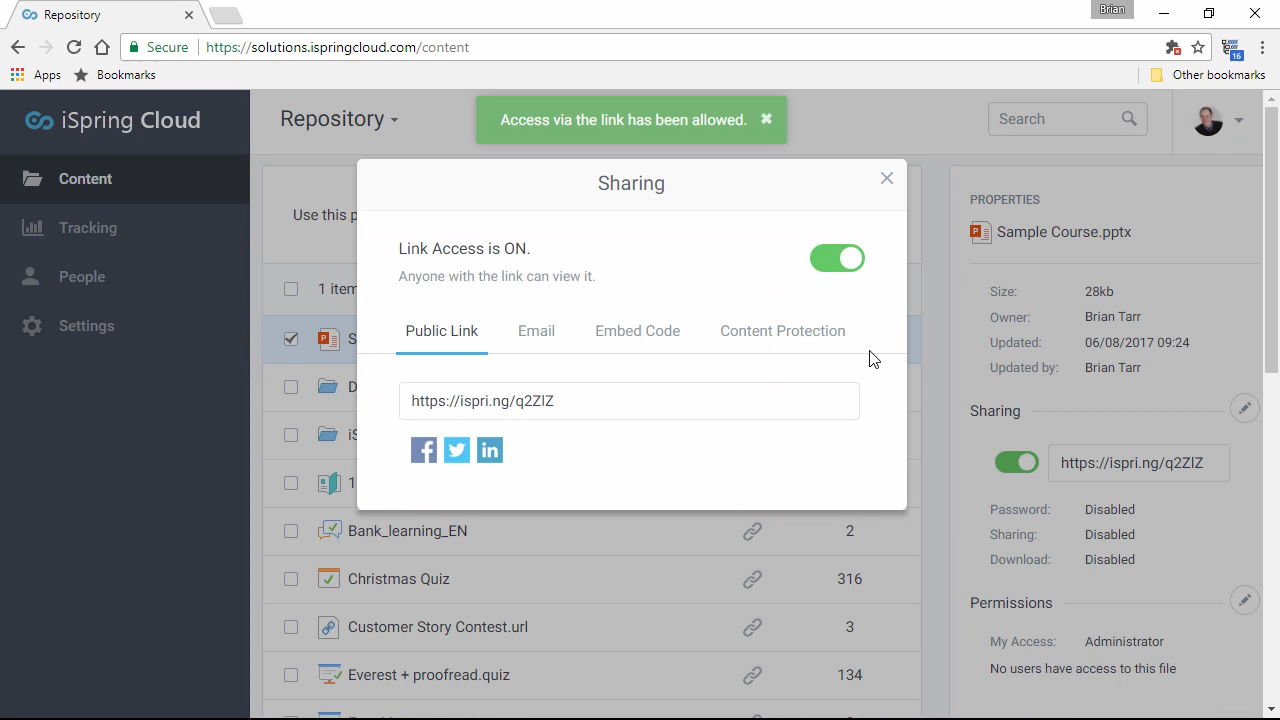 Repository
Brian
Secure
https://solutions.ispringcloud.com/content
16
Apps
Bookmarks
Other bookmarks
iSpring Cloud
Repository
Access via the link has been allowed.
Search
Content
Tracking
People
Settings
Use this p
1 item
Sharing
Link Access is ON.
Anyone with the link can view it.
Public Link
Email
Embed Code
Content Protection
https://ispri.ng/q2ZlZ
S
D
iS
1
Bank_learning_EN
2
Christmas Quiz
316
Customer Story Contest.url
3
Everest + proofread.quiz
134
PROPERTIES
Sample Course.pptx
Size: 28kb
Owner: Brian Tarr
Updated: 06/08/2017 09:24
Updated by: Brian Tarr
Sharing
https://ispri.ng/q2ZlZ
Password: Disabled
Sharing: Disabled
Download: Disabled
Permissions
My Access: Administrator
No users have access to this file